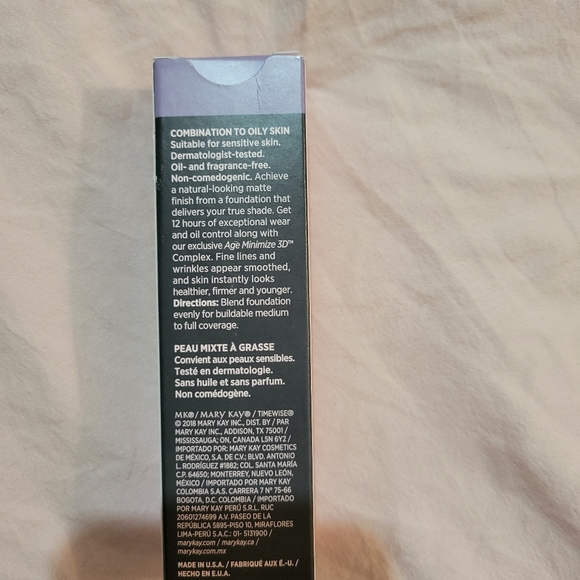 COMBINATION TO OILY SKIN
Suitable for sensitive skin.
Dermatologist-tested.
Oil- and fragrance-free.
Non-comedogenic. Achieve
a natural-looking matte
finish from a foundation that
delivers your true shade. Get
12 hours of exceptional wear
and oil control along with
our exclusive Age Minimize 3D™
Complex. Fine lines and
wrinkles appear smoothed,
and skin instantly looks
healthier, firmer and younger.
Directions: Blend foundation
evenly for buildable medium
to full coverage.
PEAU MIXTE À GRASSE
Convient aux peaux sensibles.
Testé en dermatologie.
Sans huile et sans parfum.
Non comédogène.
MK®/ MARY KAY®/ TIMEWISE®
© 2018 MARY KAY INC., DIST. BY / PAR
MARY KAY INC., ADDISON, TX 75001 /
MISSISSAUGA; ON, CANADA L5N 6Y2 /
IMPORTADO POR: MARY KAY COSMETICS
DE MÉXICO, S.A. DE C.V.; BLVD. ANTONIO
L. RODRÍGUEZ #1882; COL. SANTA MARÍA
C.P. 64650; MONTERREY, NUEVO LEÓN,
MÉXICO / IMPORTADO POR: MARY KAY
COLOMBIA S.A.S. CARRERA 7 N° 75-66
BOGOTA, D.C. COLOMBIA / IMPORTADO
POR: MARY KAY PERÚ S.R.L. RUC
20601274699 A.V. PASEO DE LA
REPÚBLICA 5895-PISO 10, MIRAFLORES
LIMA-PERÚ S.A.C.: 01- 5131900 /
marykay.com / marykay.ca /
marykay.com.mx
MADE IN U.S.A. / FABRIQUÉ AUX É.-U. /
HECHO EN E.U.A.